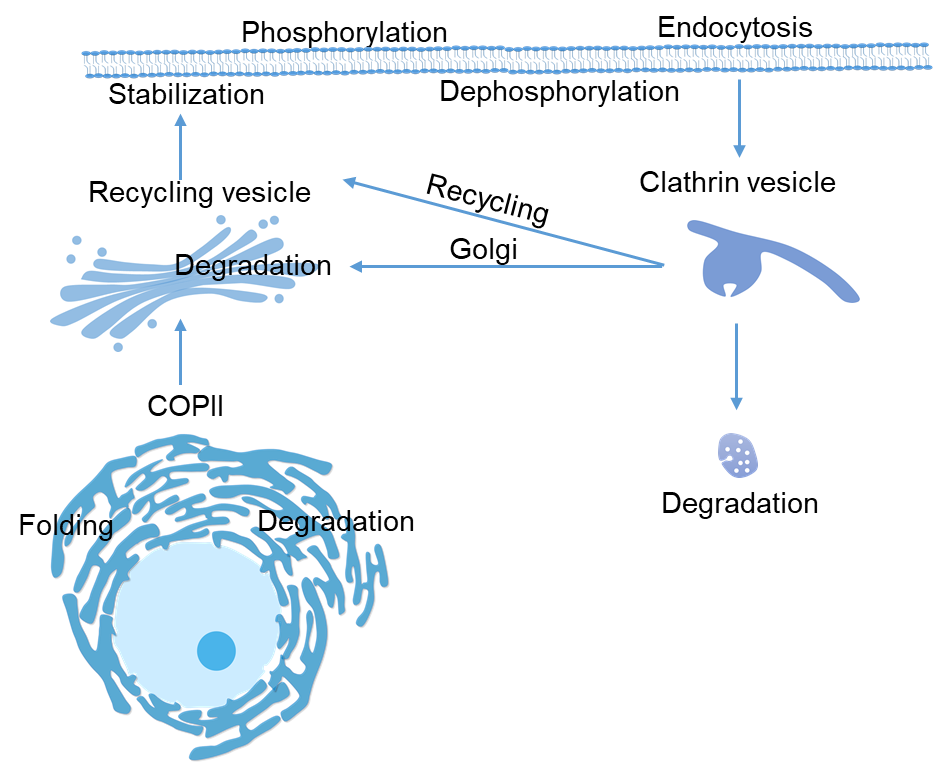 Phosphorylation
Endocytosis
Stabilization
Dephosphorylation
Recycling vesicle
Recycling
Clathrin vesicle
Degradation
Golgi
COPII
Folding
Degradation
Degradation